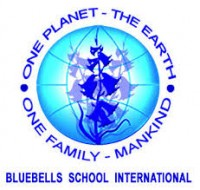 ONE PLANET - THE EARTH
ONE FAMILY - MANKIND
BLUEBELLS SCHOOL INTERNATIONAL